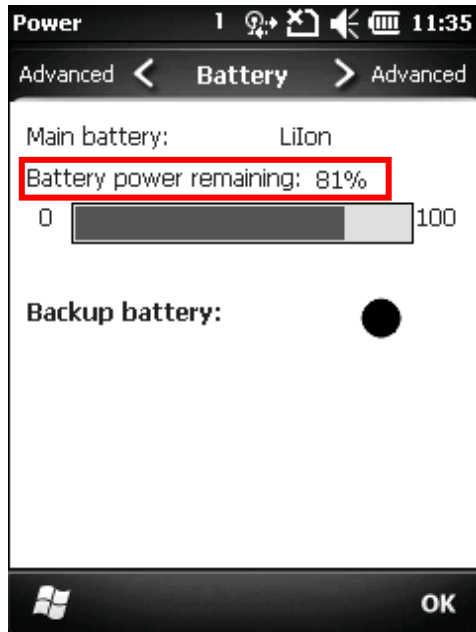 Power 1 11:35
Advanced < Battery > Advanced
Main battery: LiIon
Battery power remaining: 81%
0 100
Backup battery:
OK